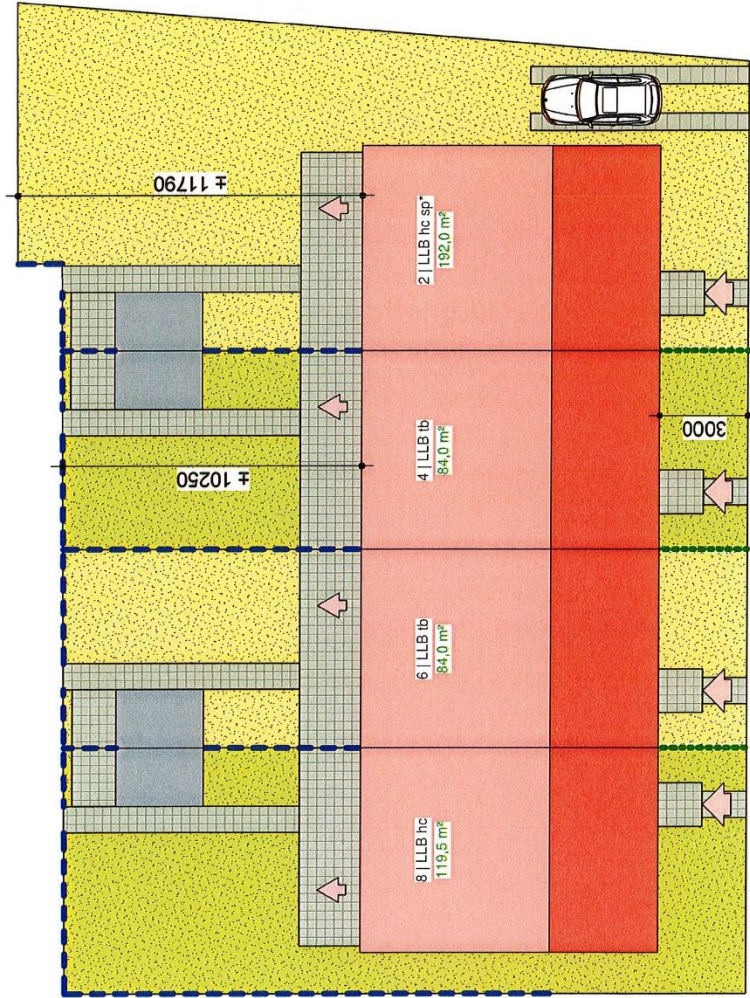 ± 11790
2 | LLB hc sp*
192,0 m²
± 10250
4 | LLB tb
84,0 m²
3000
6 | LLB tb
84,0 m²
8 | LLB hc
119,5 m²